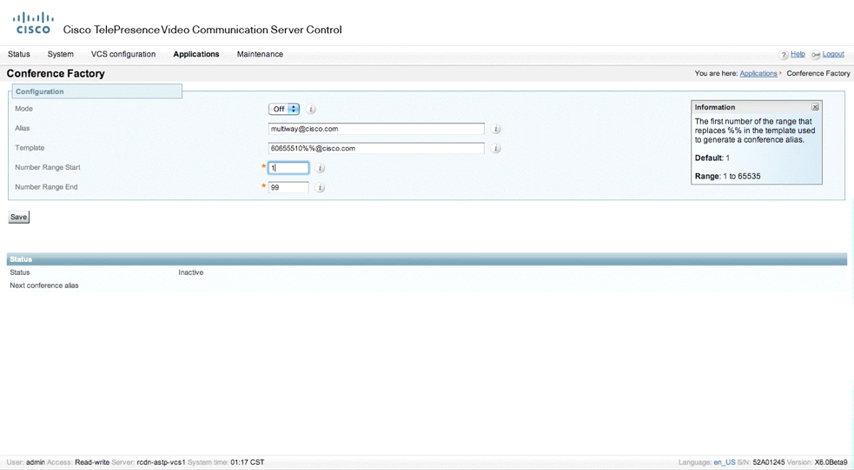 CISCO
Cisco TelePresence Video Communication Server Control
Status System VCS configuration Applications Maintenance ? Help Logout
Conference Factory You are here: Applications › Conference Factory
Configuration
Mode Off i
Alias multiway@cisco.com i
Template 60655510%%@cisco.com i
Number Range Start * 1 i
Number Range End * 99 i
Information x
The first number of the range that
replaces %% in the template used
to generate a conference alias.
Default: 1
Range: 1 to 65535
Save
Status
Status Inactive
Next conference alias
User: admin Access: Read-write Server: rcdn-astp-vcs1 System time: 01:17 CST Language: en_US S/N: 52A01245 Version: X6.0Beta9